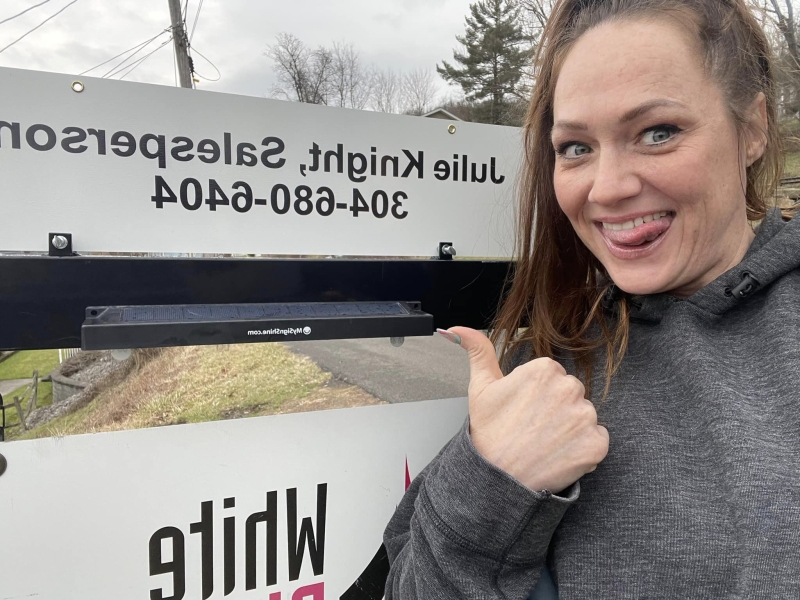 Julie Knight, Salesperson
304-680-6404
MySignShine.com
White